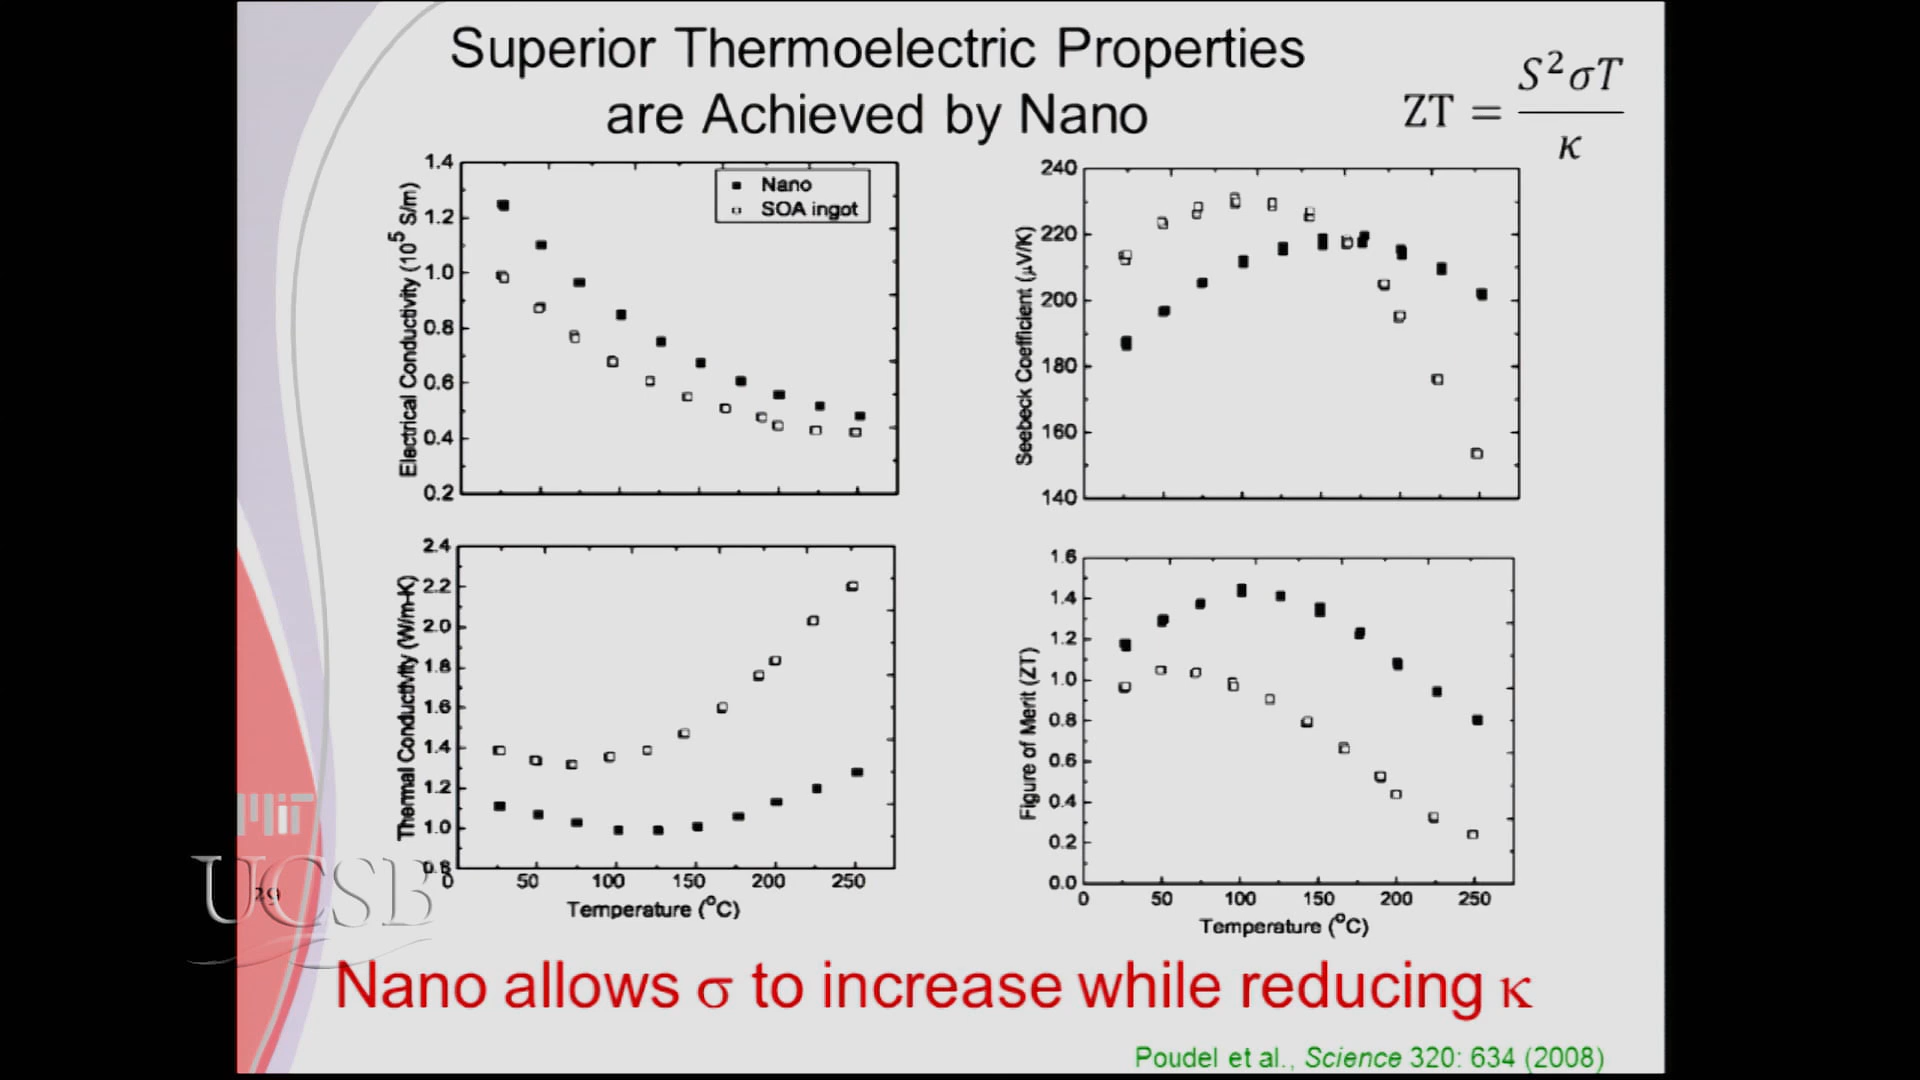 Superior Thermoelectric Properties
are Achieved by Nano
ZT = S²σT / κ
1.4
1.2
1.0
0.8
0.6
0.4
0.2
Electrical Conductivity (10⁵ S/m)
Nano
SOA ingot
240
220
200
180
160
140
Seebeck Coefficient (μV/K)
2.4
2.2
2.0
1.8
1.6
1.4
1.2
1.0
0.8
Thermal Conductivity (W/m-K)
0 50 100 150 200 250
Temperature (°C)
1.6
1.4
1.2
1.0
0.8
0.6
0.4
0.2
0.0
Figure of Merit (ZT)
0 50 100 150 200 250
Temperature (°C)
MIT
UCSB
29
Nano allows σ to increase while reducing κ
Poudel et al., Science 320: 634 (2008)